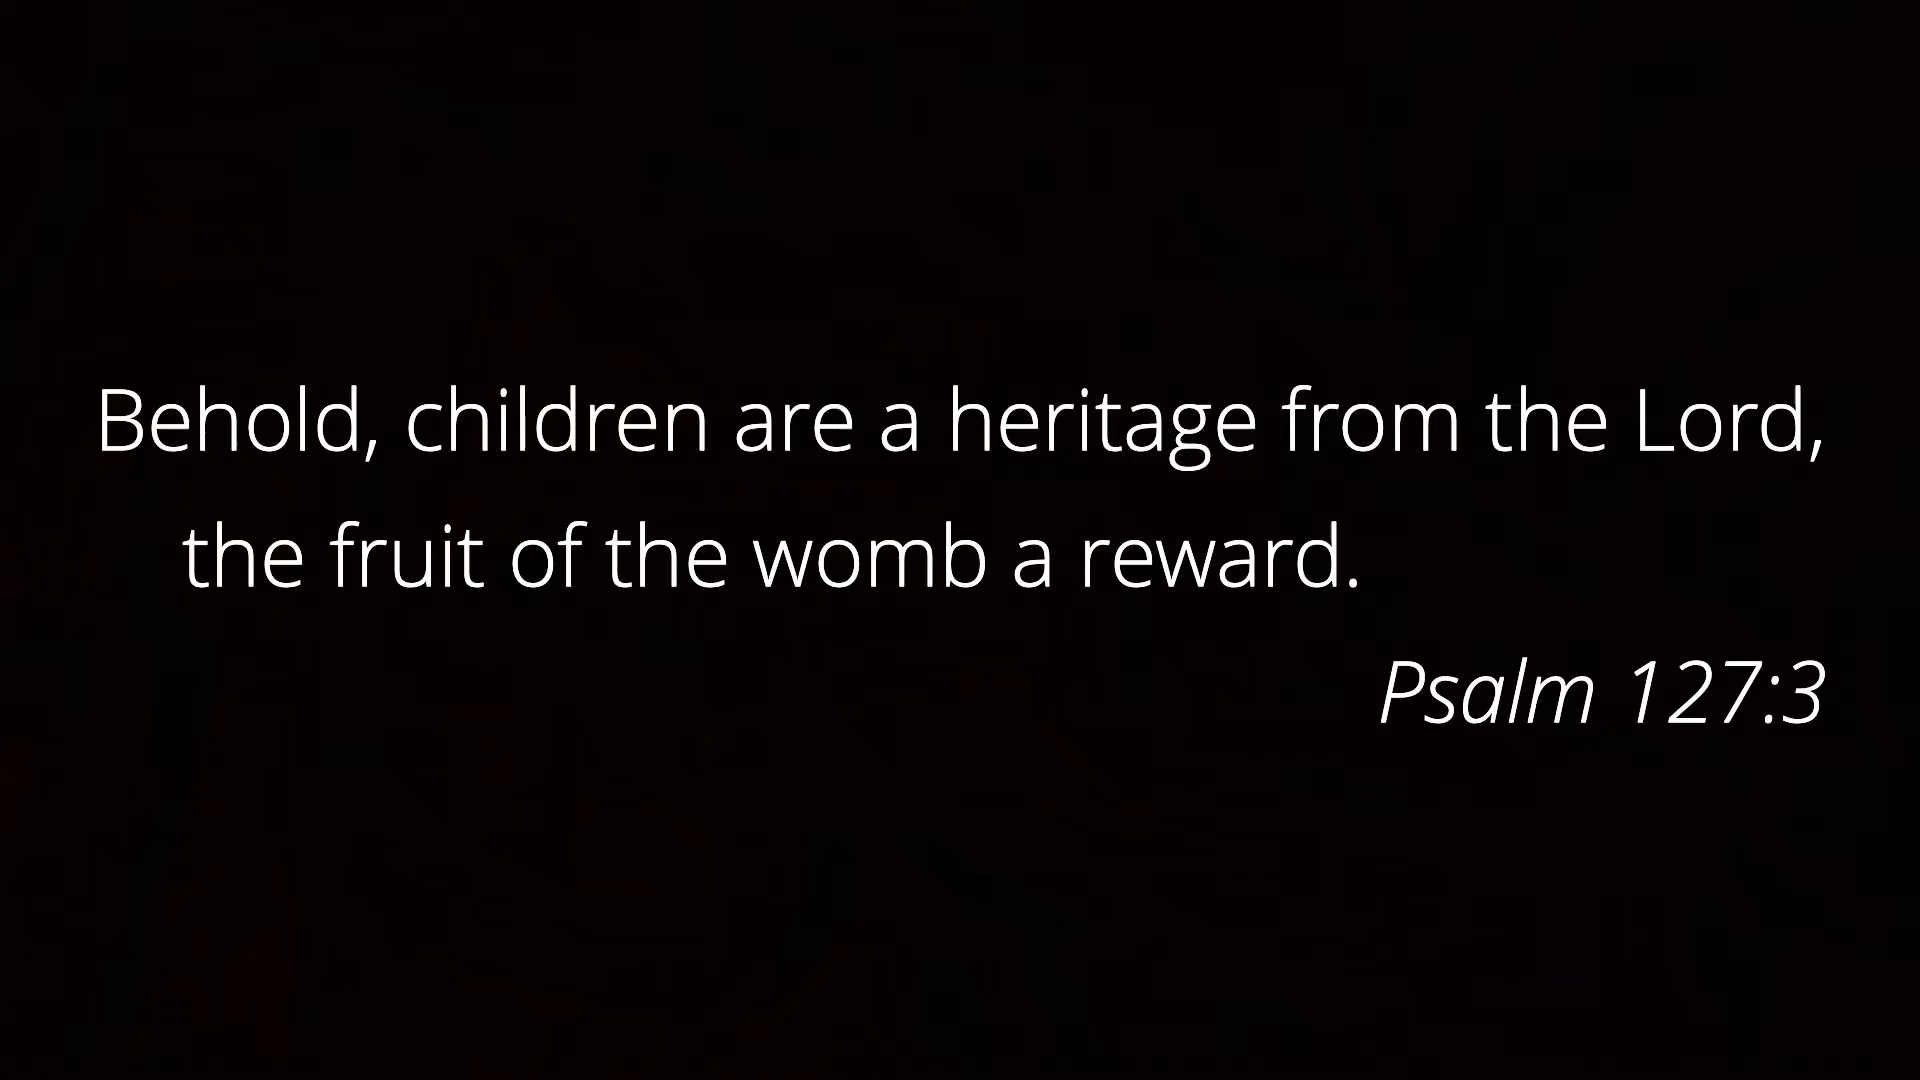 Behold, children are a heritage from the Lord,
the fruit of the womb a reward.
Psalm 127:3